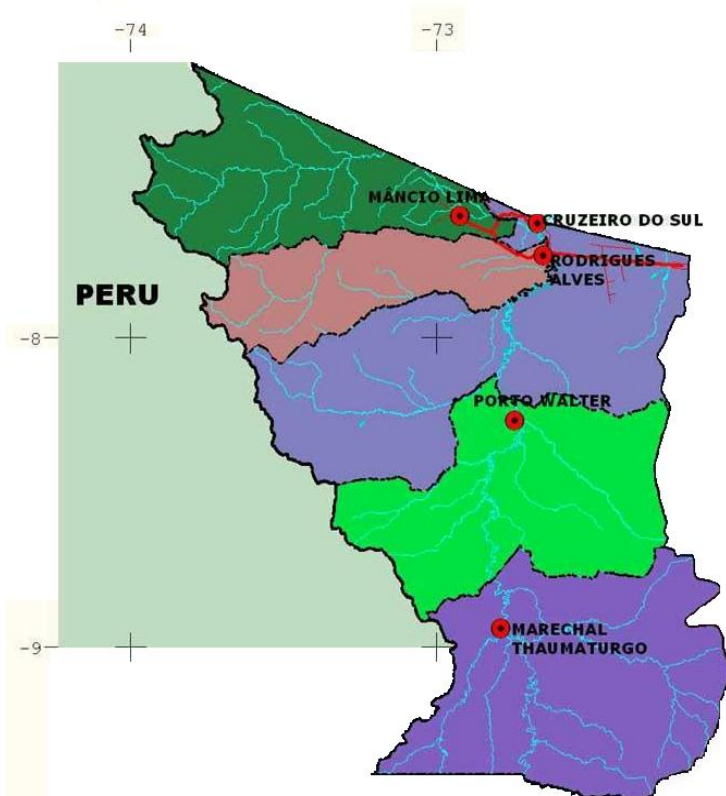 -74
-73
MÂNCIO LIMA
CRUZEIRO DO SUL
RODRIGUES
ALVES
PERU
-8
PORTO WALTER
-9
MARECHAL
THAUMATURGO